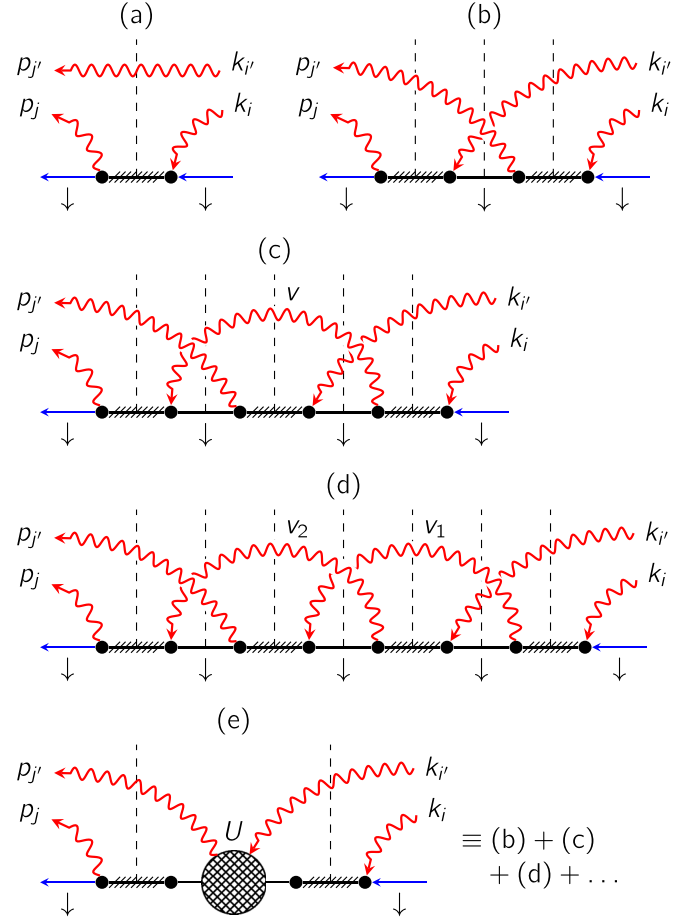 (a)
(b)
p_{j'}
k_{i'}
p_{j'}
k_{i'}
p_j
k_i
p_j
k_i
↓ ↓ ↓ ↓ ↓
(c)
p_{j'}
v
k_{i'}
p_j
k_i
↓ ↓ ↓ ↓
(d)
p_{j'}
v_2
v_1
k_{i'}
p_j
k_i
↓ ↓ ↓ ↓ ↓
(e)
p_{j'}
k_{i'}
p_j
U
k_i
≡ (b) + (c)
+ (d) + . . .
↓ ↓